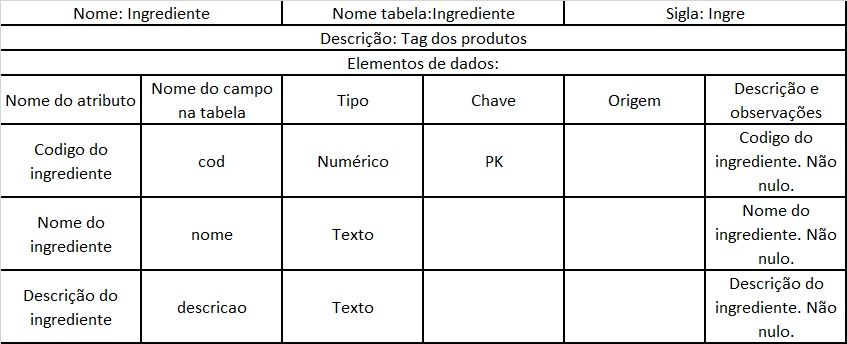 Nome: Ingrediente
Nome tabela:Ingrediente
Sigla: Ingre
Descrição: Tag dos produtos
Elementos de dados:
Nome do atributo
Nome do campo
na tabela
Tipo
Chave
Origem
Descrição e
observações
Codigo do
ingrediente
cod
Numérico
PK
Codigo do
ingrediente. Não
nulo.
Nome do
ingrediente
nome
Texto
Nome do
ingrediente. Não
nulo.
Descrição do
ingrediente
descricao
Texto
Descrição do
ingrediente. Não
nulo.